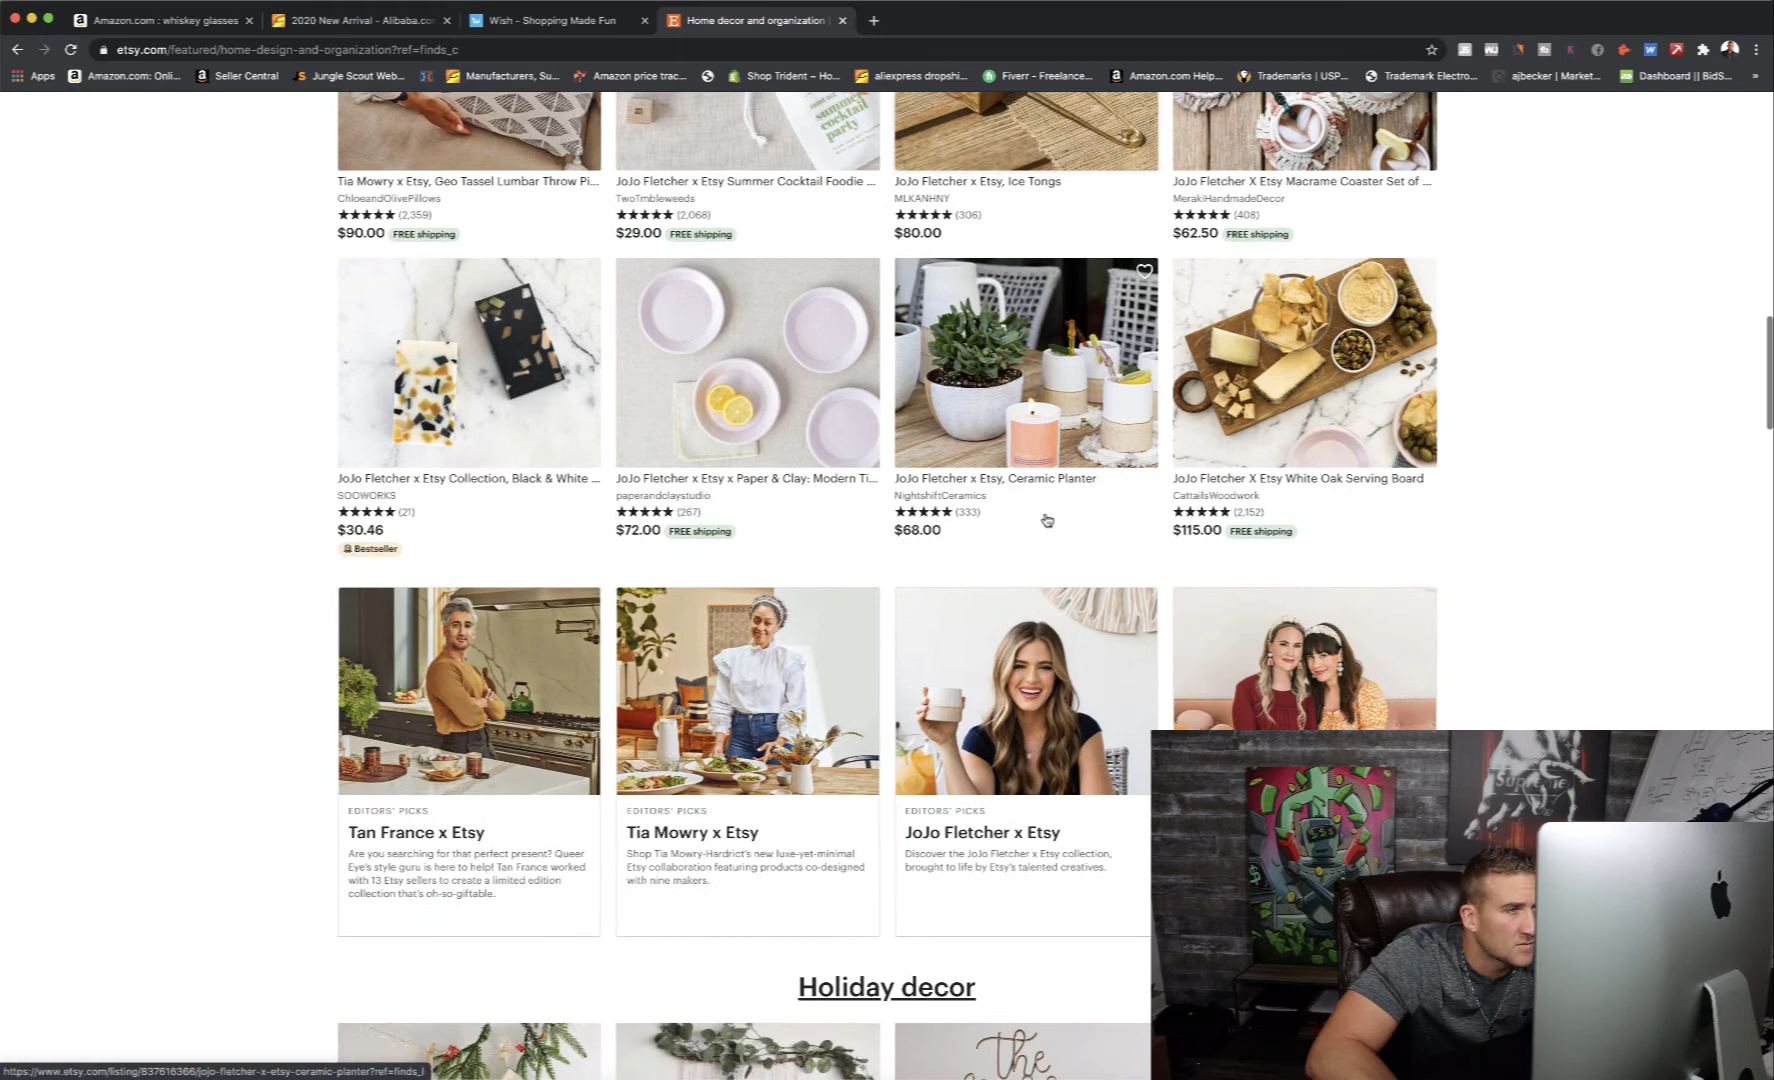 Amazon.com : whiskey glasses
2020 New Arrival - Alibaba.co
Wish - Shopping Made Fun
Home decor and organization
etsy.com/featured/home-design-and-organization?ref=finds_c
Apps
Amazon.com: Onli...
Seller Central
Jungle Scout Web...
Manufacturers, Su...
Amazon price trac...
Shop Trident – Ho...
aliexpress dropshi...
Fiverr - Freelance...
Amazon.com Help...
Trademarks | USP...
Trademark Electro...
ajbecker | Market...
Dashboard || BidS...
summer
cocktail
party
Tia Mowry x Etsy, Geo Tassel Lumbar Throw Pi...
ChloeandOlivePillows
(2,359)
$90.00 FREE shipping
JoJo Fletcher x Etsy Summer Cocktail Foodie ...
TwoTmbleweeds
(2,068)
$29.00 FREE shipping
JoJo Fletcher x Etsy, Ice Tongs
MLKANHNY
(306)
$80.00
JoJo Fletcher X Etsy Macrame Coaster Set of ...
MerakiHandmadeDecor
(408)
$62.50 FREE shipping
JoJo Fletcher x Etsy Collection, Black & White ...
SOOWORKS
(21)
$30.46
Bestseller
JoJo Fletcher x Etsy x Paper & Clay: Modern Ti...
paperandclaystudio
(267)
$72.00 FREE shipping
JoJo Fletcher x Etsy, Ceramic Planter
NightshiftCeramics
(333)
$68.00
JoJo Fletcher X Etsy White Oak Serving Board
CattailsWoodwork
(2,152)
$115.00 FREE shipping
EDITORS' PICKS
Tan France x Etsy
Are you searching for that perfect present? Queer
Eye's style guru is here to help! Tan France worked
with 13 Etsy sellers to create a limited edition
collection that's oh-so-giftable.
EDITORS' PICKS
Tia Mowry x Etsy
Shop Tia Mowry-Hardrict's new luxe-yet-minimal
Etsy collaboration featuring products co-designed
with nine makers.
EDITORS' PICKS
JoJo Fletcher x Etsy
Discover the JoJo Fletcher x Etsy collection,
brought to life by Etsy's talented creatives.
Supreme
Holiday decor
the
https://www.etsy.com/listing/837616366/jojo-fletcher-x-etsy-ceramic-planter?ref=finds_l